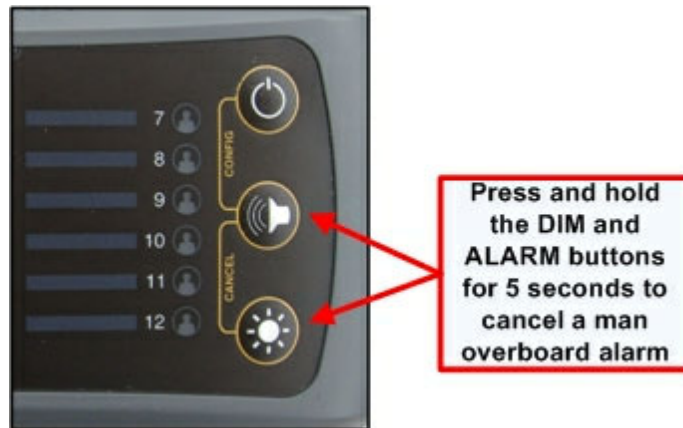 7
8
9
10
11
12
CONFIG
CANCEL
Press and hold
the DIM and
ALARM buttons
for 5 seconds to
cancel a man
overboard alarm